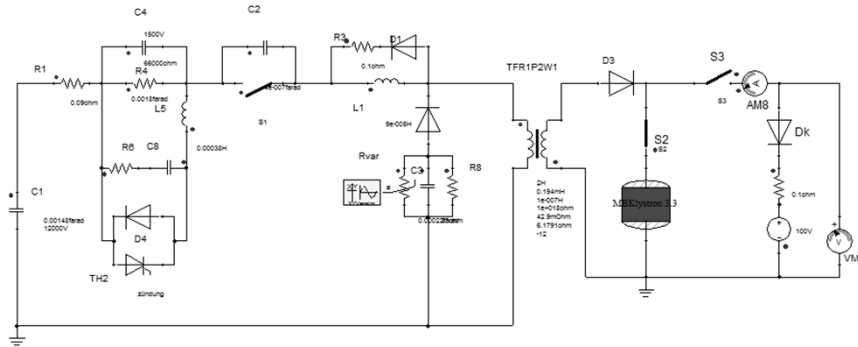 C4
1500V
66000ohm
C2
R3
D1
0.1ohm
TFR1P2W1
D3
S3
R1
R4
0.09ohm
0.0018farad
L5
S1
L1
S3
AM8
9e-005H
S2
S2
Dk
0.00038H
R6
C8
Rvar
C3
R8
C1
0.00148farad
12000V
MBKlystron 3.3
0.1ohm
2H
0.194mH
1e-007H
1e+018ohm
42.9mOhm
6.1791ohm
-12
D4
100V
V
VM
TH2
zündung